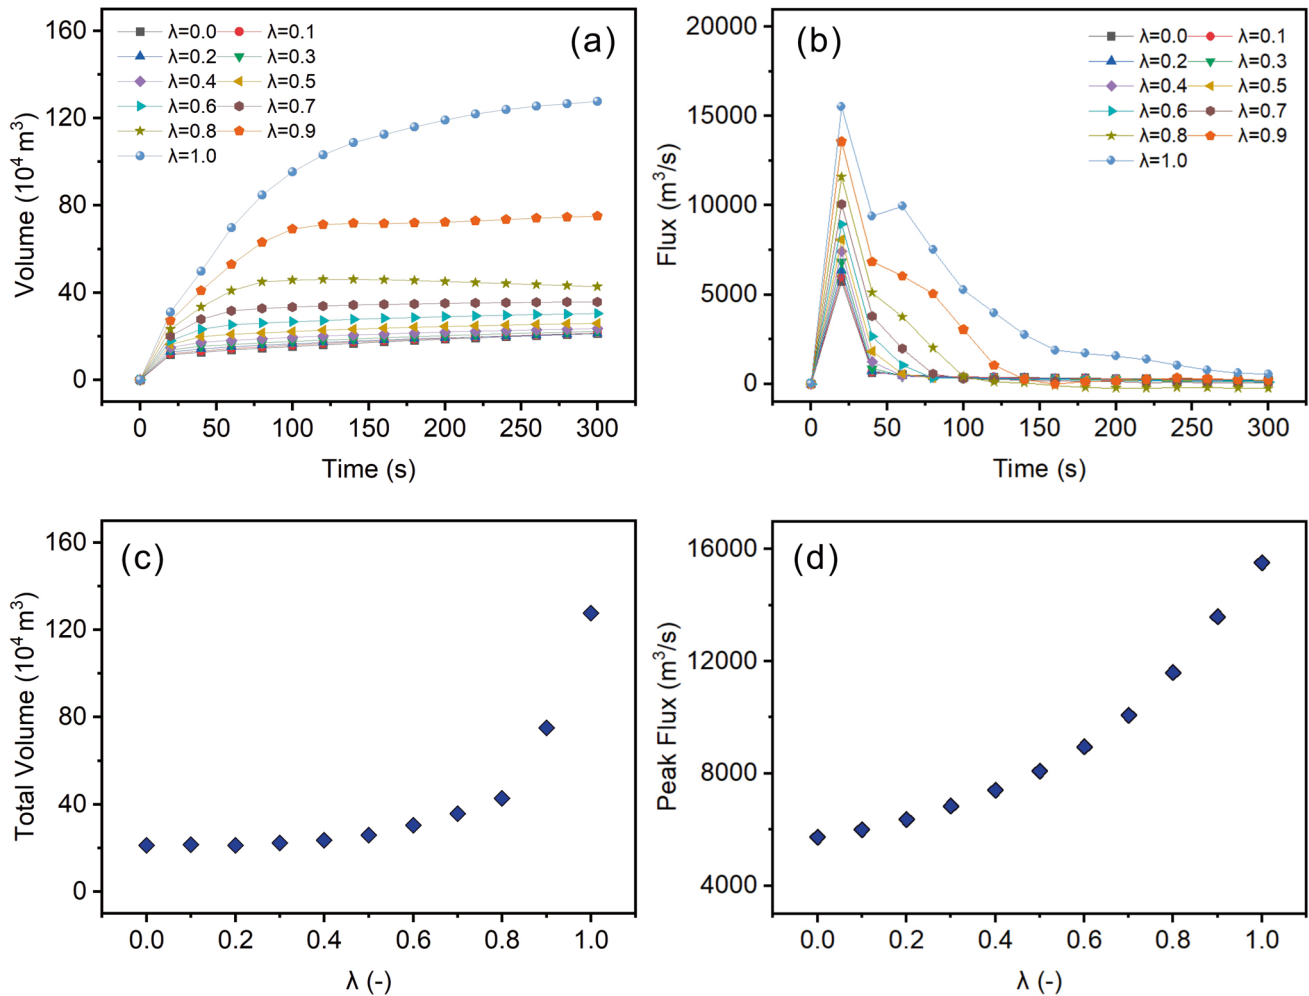 (a)
Volume (10⁴ m³)
160
120
80
40
0
λ=0.0 λ=0.1
λ=0.2 λ=0.3
λ=0.4 λ=0.5
λ=0.6 λ=0.7
λ=0.8 λ=0.9
λ=1.0
0 50 100 150 200 250 300
Time (s)
(b)
Flux (m³/s)
20000
15000
10000
5000
0
λ=0.0 λ=0.1
λ=0.2 λ=0.3
λ=0.4 λ=0.5
λ=0.6 λ=0.7
λ=0.8 λ=0.9
λ=1.0
0 50 100 150 200 250 300
Time (s)
(c)
Total Volume (10⁴ m³)
160
120
80
40
0
0.0 0.2 0.4 0.6 0.8 1.0
λ (-)
(d)
Peak Flux (m³/s)
16000
12000
8000
4000
0.0 0.2 0.4 0.6 0.8 1.0
λ (-)